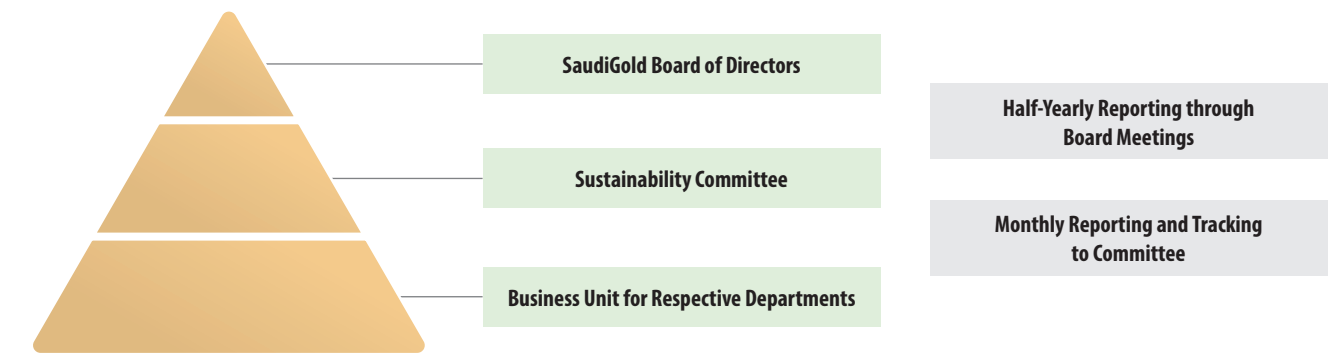 SaudiGold Board of Directors
Half-Yearly Reporting through
Board Meetings
Sustainability Committee
Monthly Reporting and Tracking
to Committee
Business Unit for Respective Departments